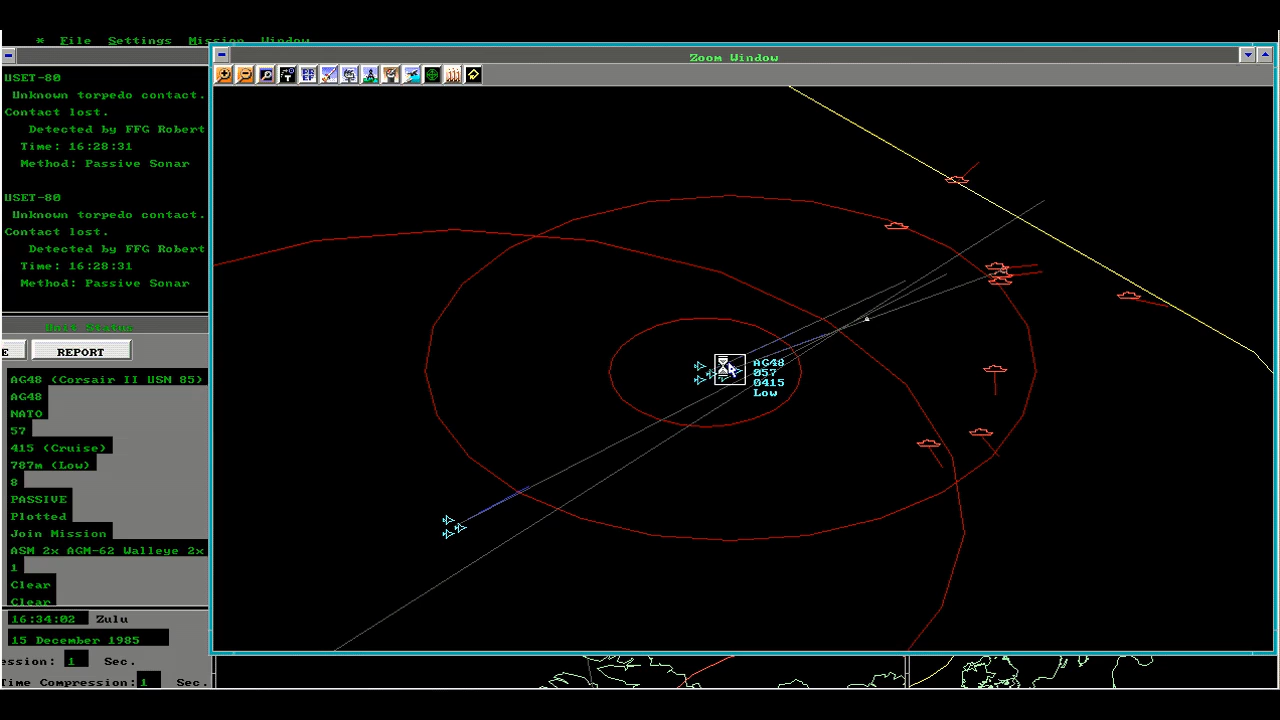 * File Settings Mission Window
Zoom Window
USET-80
Unknown torpedo contact.
Contact lost.
Detected by FFG Robert
Time: 16:28:31
Method: Passive Sonar
USET-80
Unknown torpedo contact.
Contact lost.
Detected by FFG Robert
Time: 16:28:31
Method: Passive Sonar
Unit Status
E REPORT
AG48 (Corsair II USN 85)
AG48
NATO
57
415 (Cruise)
787m (Low)
8
PASSIVE
Plotted
Join Mission
ASM 2x AGM-62 Walleye 2x
1
Clear
Clear
16:34:02 Zulu
15 December 1985
ession: 1 Sec.
Time Compression: 1 Sec.
AG48
057
0415
Low